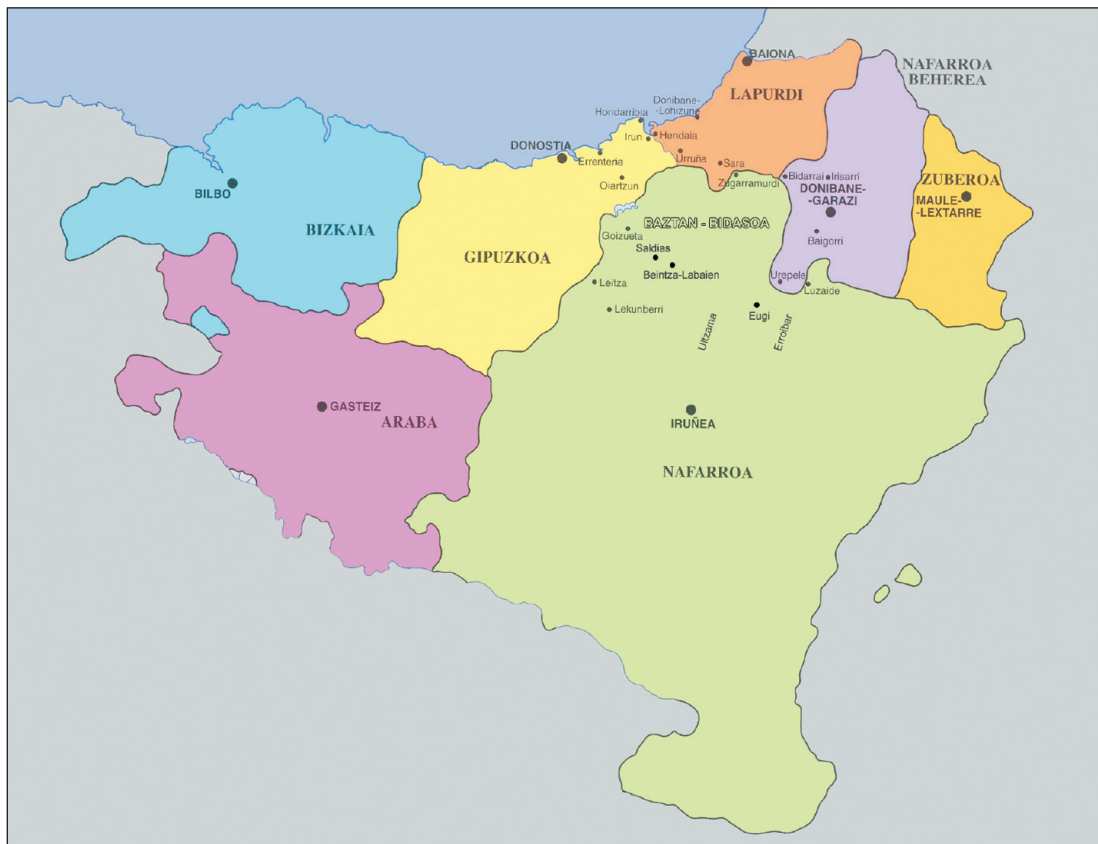 BAIONA
NAFARROA
BEHEREA
LAPURDI
Donibane-
-Lohizune
Hondarribia
Irun
Hendaia
DONOSTIA
Errenteria
Urruña
Sara
Oiartzun
Zugarramurdi
Bidarrai
Irisarri
ZUBEROA
BILBO
DONIBANE-
-GARAZI
MAULE-
-LEXTARRE
BIZKAIA
BAZTAN - BIDASOA
Goizueta
Baigorri
Saldias
GIPUZKOA
Beintza-Labaien
Leitza
Urepele
Luzaide
Lekunberri
Eugi
Ultzama
Erroibar
GASTEIZ
ARABA
IRUÑEA
NAFARROA